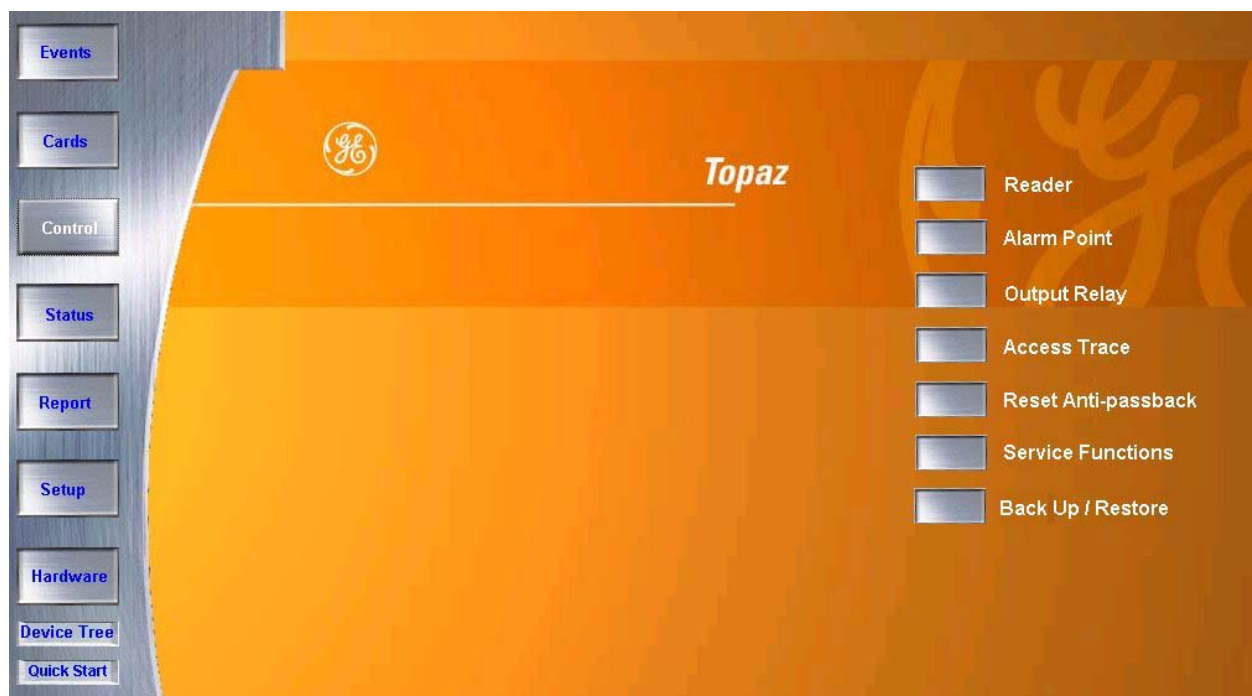 Events
Cards
Control
Status
Report
Setup
Hardware
Device Tree
Quick Start
GE
Topaz
Reader
Alarm Point
Output Relay
Access Trace
Reset Anti-passback
Service Functions
Back Up / Restore